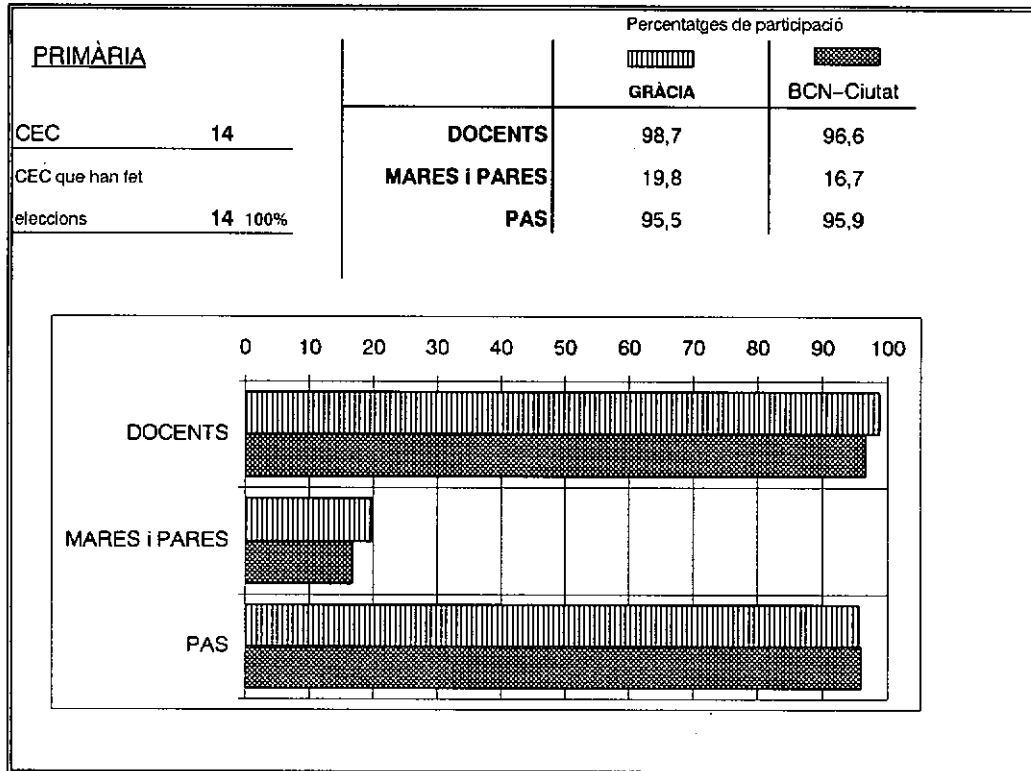 Percentatges de participació
PRIMÀRIA
GRÀCIA BCN-Ciutat
CEC 14
DOCENTS 98,7 96,6
CEC que han fet
MARES i PARES 19,8 16,7
eleccions 14 100%
PAS 95,5 95,9
0 10 20 30 40 50 60 70 80 90 100
DOCENTS
MARES i PARES
PAS